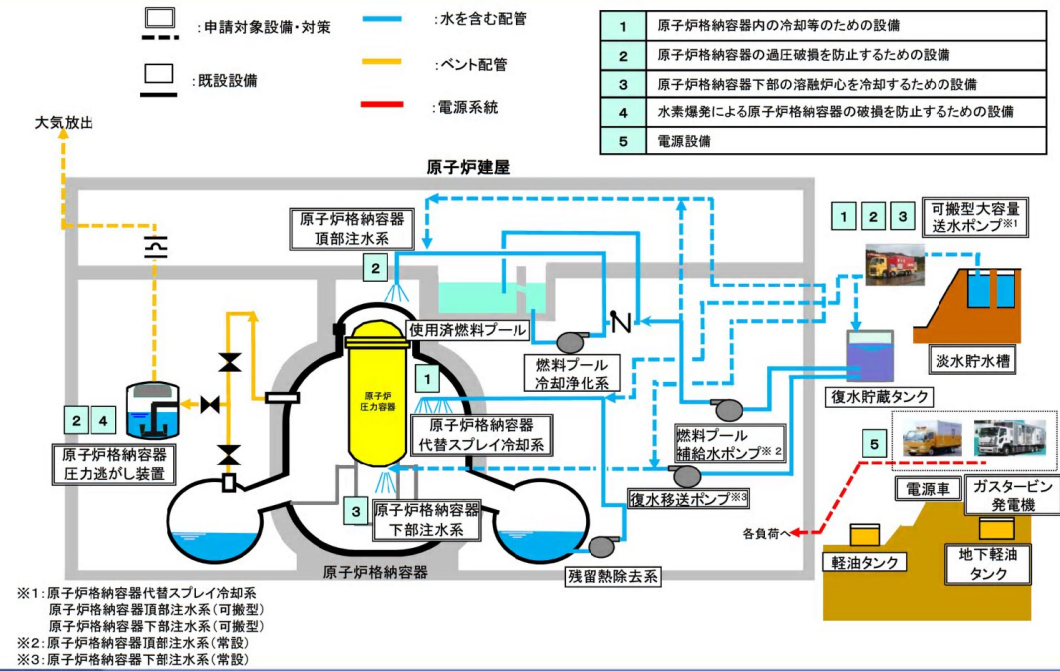 :申請対象設備・対策
:既設設備
:水を含む配管
:ベント配管
:電源系統
1 原子炉格納容器内の冷却等のための設備
2 原子炉格納容器の過圧破損を防止するための設備
3 原子炉格納容器下部の溶融炉心を冷却するための設備
4 水素爆発による原子炉格納容器の破損を防止するための設備
5 電源設備
大気放出
原子炉建屋
原子炉格納容器
頂部注水系
2
1 2 3
可搬型大容量
送水ポンプ※1
使用済燃料プール
燃料プール
冷却浄化系
淡水貯水槽
復水貯蔵タンク
原子炉
圧力容器
1
原子炉格納容器
代替スプレイ冷却系
燃料プール
補給水ポンプ※2
2 4
原子炉格納容器
圧力逃がし装置
5
電源車
ガスタービン
発電機
復水移送ポンプ※3
3
原子炉格納容器
下部注水系
各負荷へ
軽油タンク
地下軽油
タンク
原子炉格納容器
残留熱除去系
※1:原子炉格納容器代替スプレイ冷却系
原子炉格納容器頂部注水系(可搬型)
原子炉格納容器下部注水系(可搬型)
※2:原子炉格納容器頂部注水系(常設)
※3:原子炉格納容器下部注水系(常設)